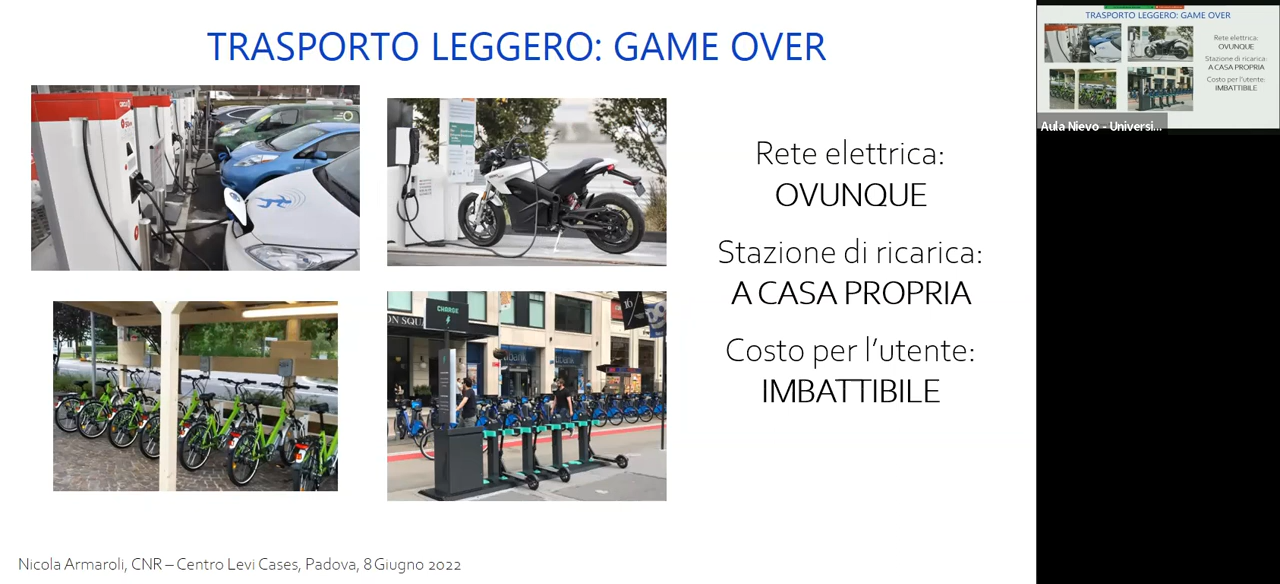 TRASPORTO LEGGERO: GAME OVER
Rete elettrica:
OVUNQUE
Stazione di ricarica:
A CASA PROPRIA
Costo per l'utente:
IMBATTIBILE
CHARGE
Nicola Armaroli, CNR – Centro Levi Cases, Padova, 8 Giugno 2022
TRASPORTO LEGGERO: GAME OVER
Rete elettrica:
OVUNQUE
Stazione di ricarica:
A CASA PROPRIA
Costo per l'utente:
IMBATTIBILE
Aula Nievo - Universi...